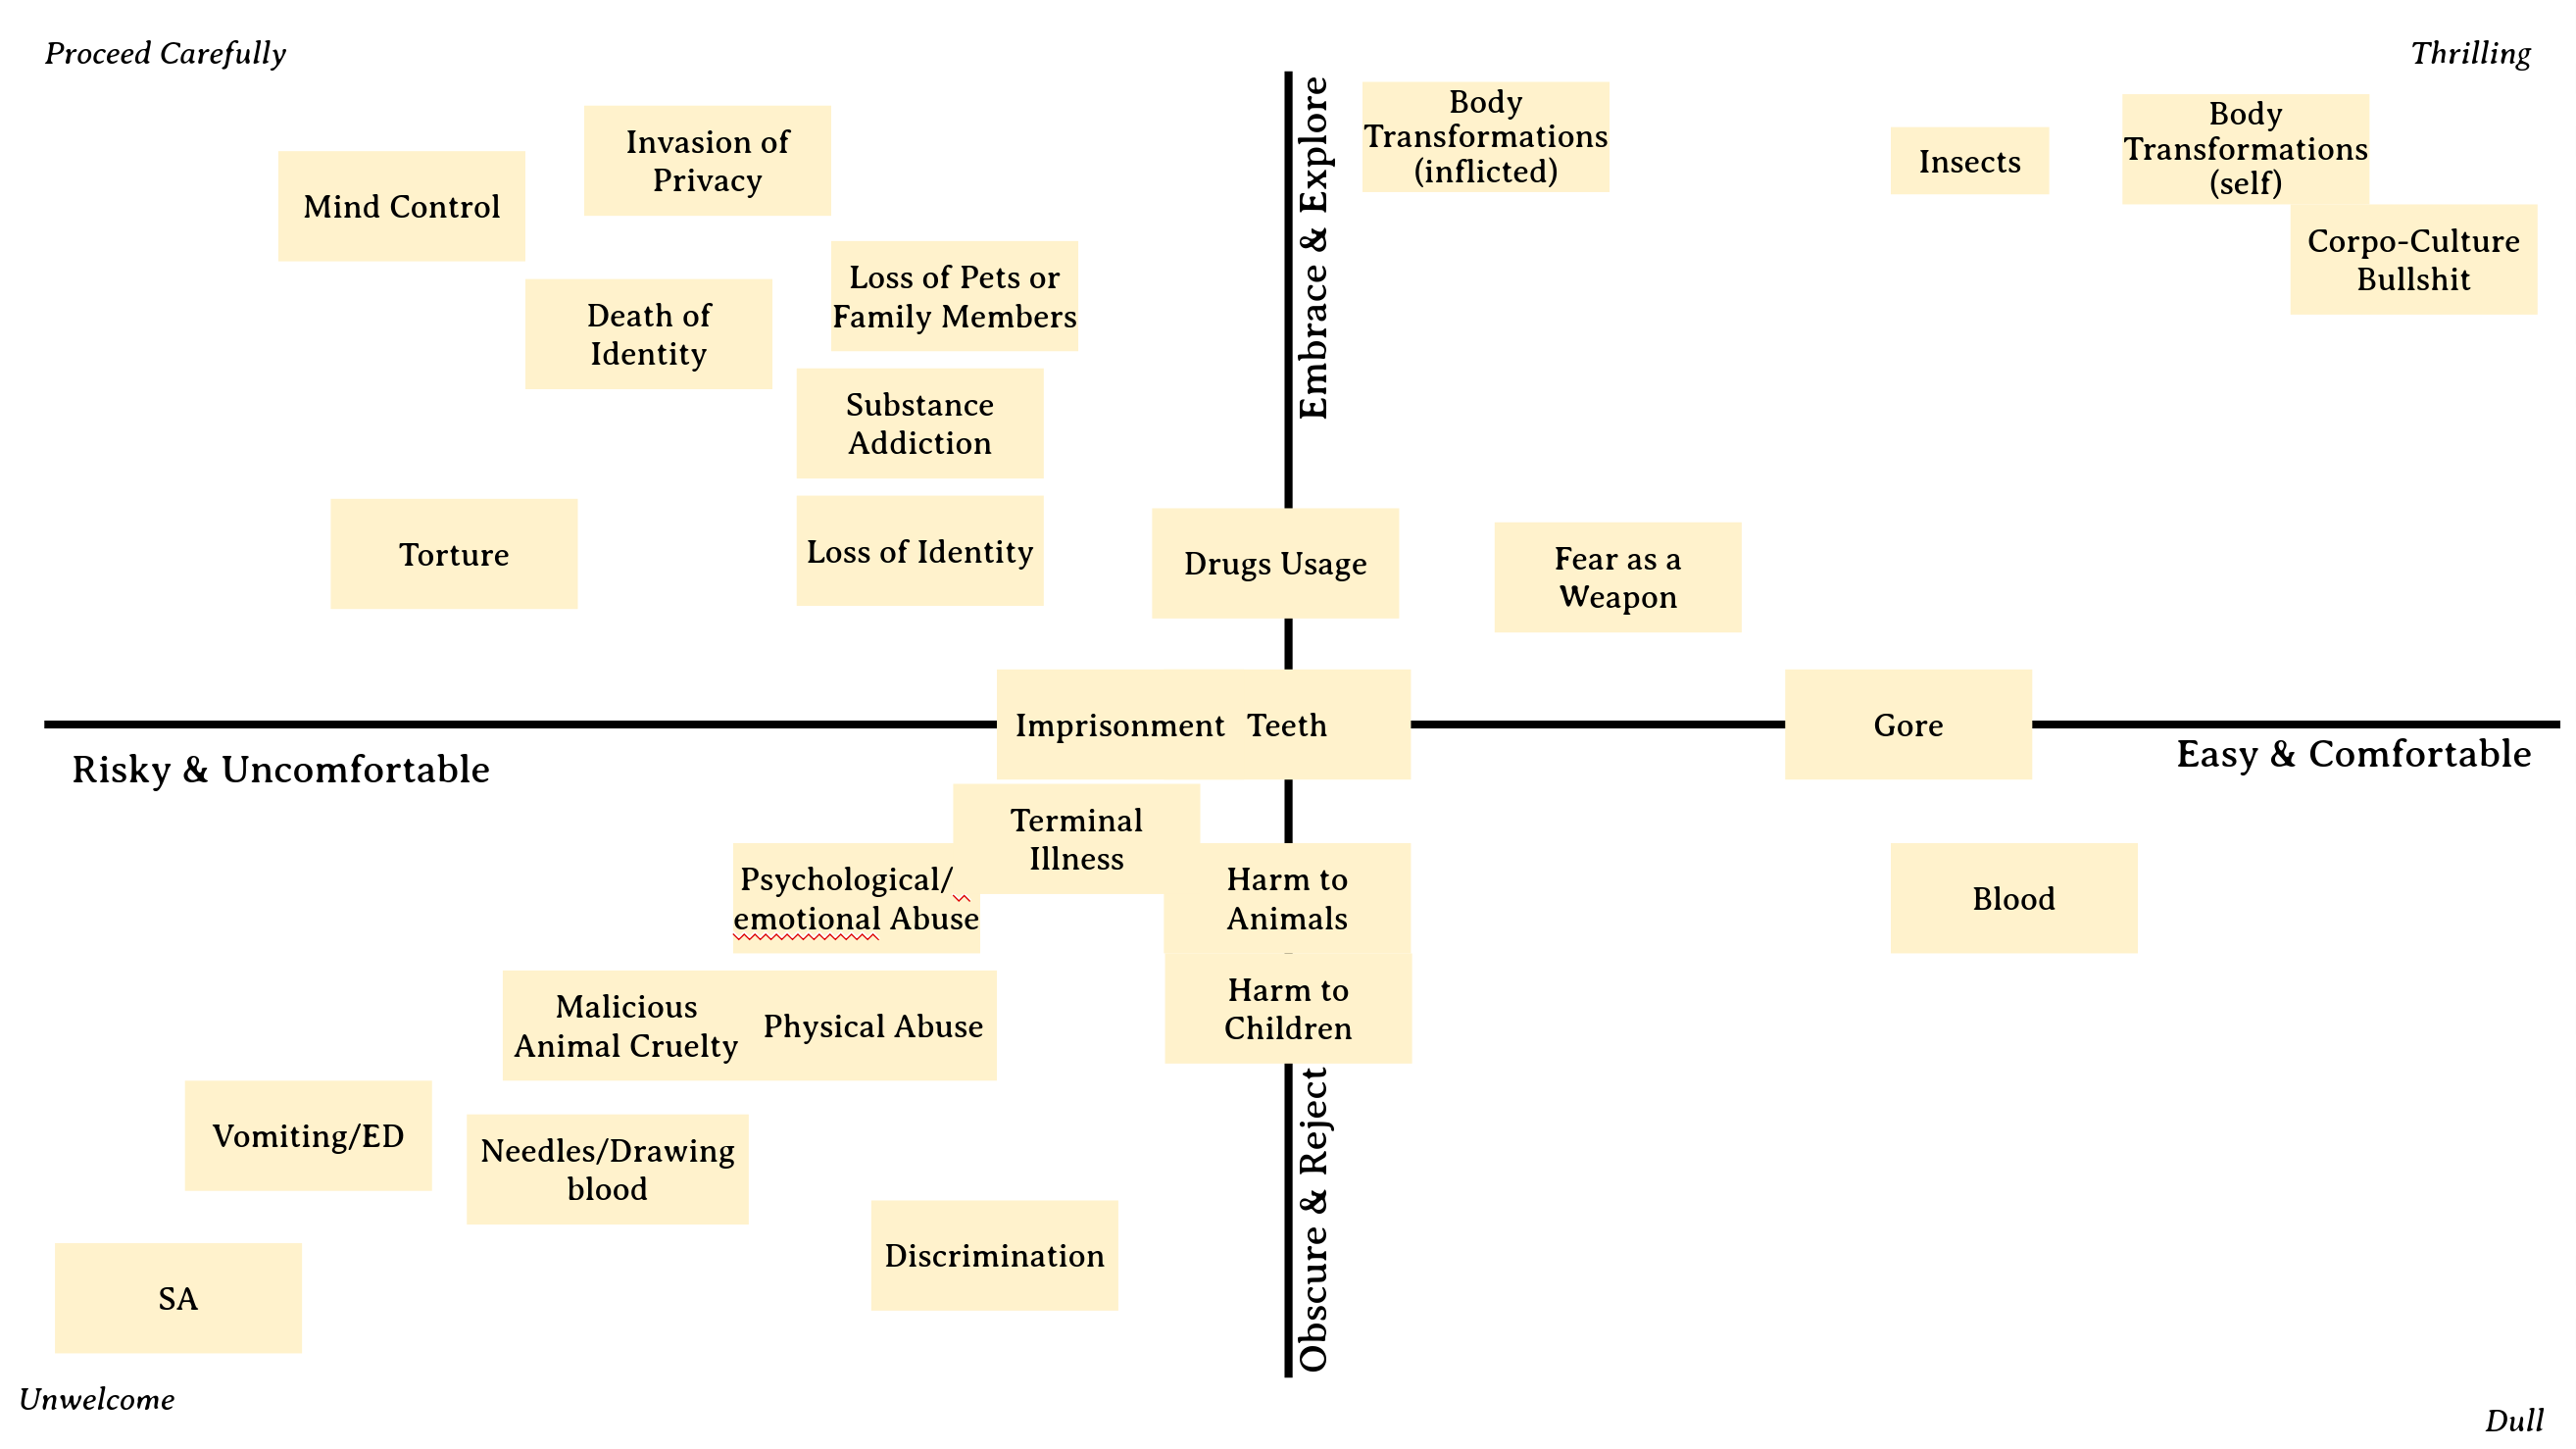 Proceed Carefully
Thrilling
Embrace & Explore
Body
Transformations
(inflicted)
Body
Transformations
(self)
Insects
Invasion of
Privacy
Mind Control
Corpo-Culture
Bullshit
Loss of Pets or
Family Members
Death of
Identity
Substance
Addiction
Torture
Loss of Identity
Drugs Usage
Fear as a
Weapon
Imprisonment
Teeth
Gore
Risky & Uncomfortable
Easy & Comfortable
Terminal
Illness
Psychological/
emotional Abuse
Harm to
Animals
Blood
Malicious
Animal Cruelty
Physical Abuse
Harm to
Children
Vomiting/ED
Needles/Drawing
blood
Obscure & Reject
Discrimination
SA
Unwelcome
Dull